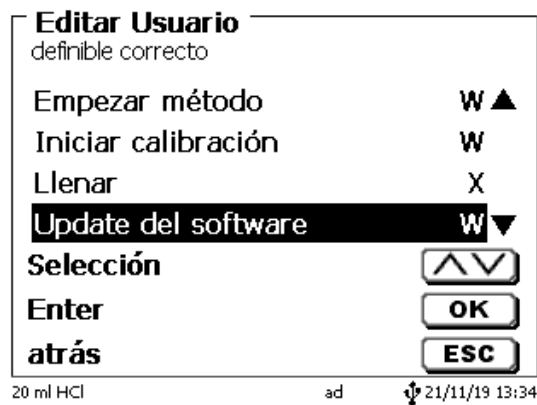 Editar Usuario
definible correcto
Empezar método W
Iniciar calibración W
Llenar X
Update del software W
Selección
Enter OK
atrás ESC
20 ml HCl ad 21/11/19 13:34